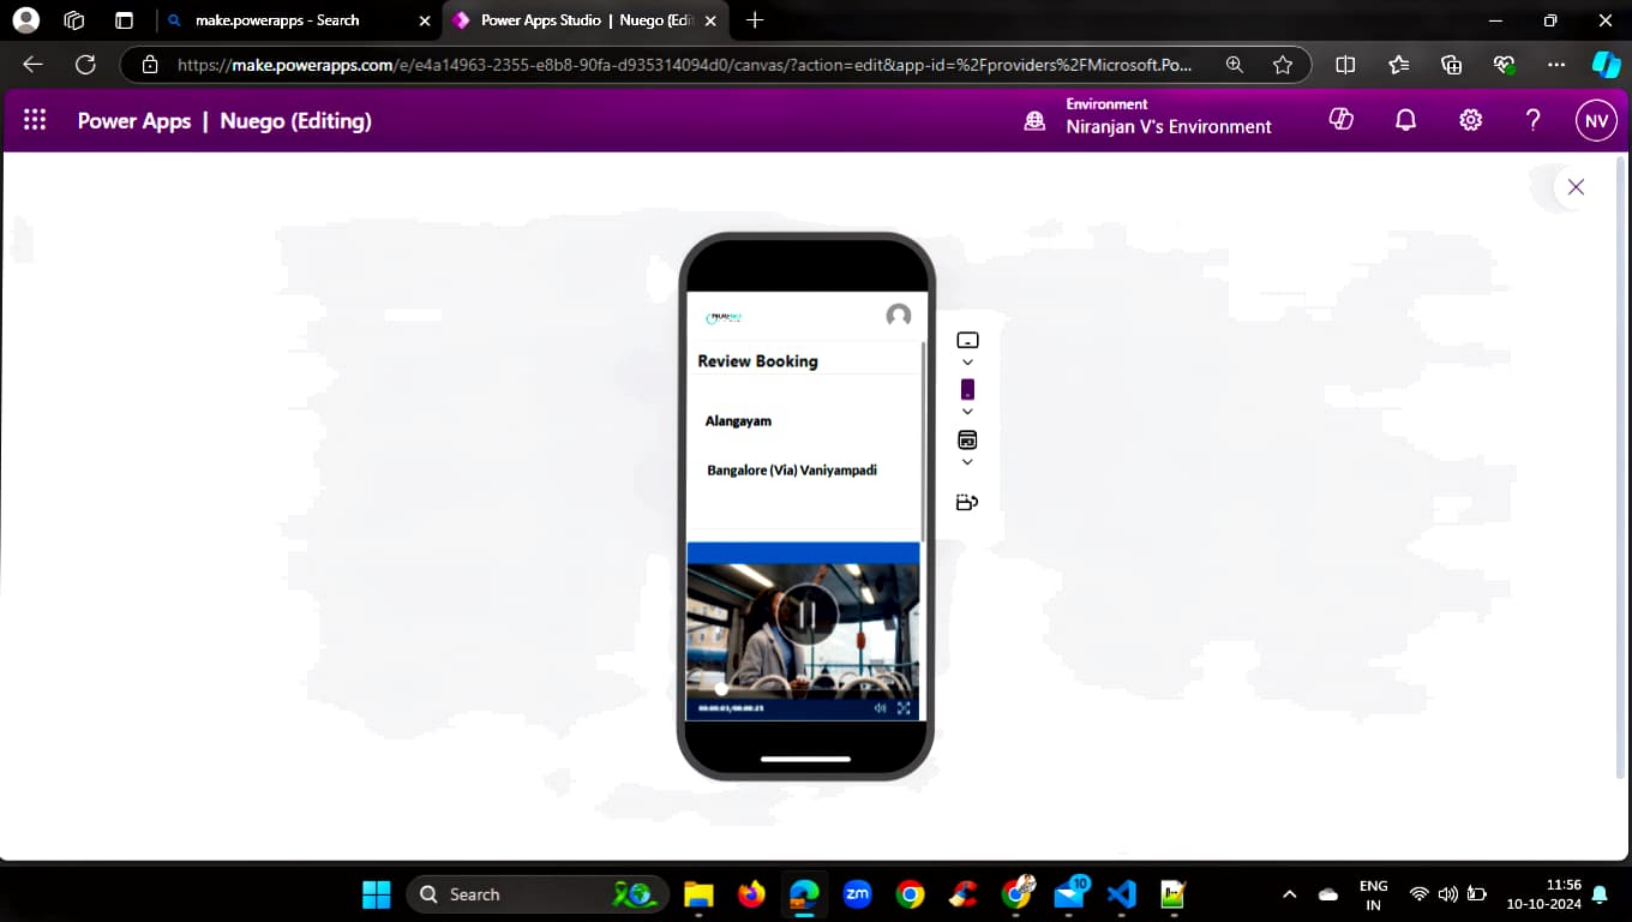 make.powerapps - Search
Power Apps Studio | Nuego (Edi
https://make.powerapps.com/e/e4a14963-2355-e8b8-90fa-d935314094d0/canvas/?action=edit&app-id=%2Fproviders%2FMicrosoft.Po...
Power Apps | Nuego (Editing)
Environment
Niranjan V's Environment
NV
Review Booking
Alangayam
Bangalore (Via) Vaniyampadi
Search
zm
10
ENG
IN
11:56
10-10-2024